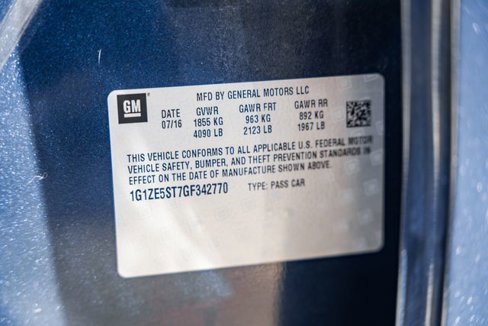 GM
MFD BY GENERAL MOTORS LLC
DATE GVWR GAWR FRT GAWR RR
07/16 1855 KG 963 KG 892 KG
4090 LB 2123 LB 1967 LB
THIS VEHICLE CONFORMS TO ALL APPLICABLE U.S. FEDERAL MOTOR
VEHICLE SAFETY, BUMPER, AND THEFT PREVENTION STANDARDS IN
EFFECT ON THE DATE OF MANUFACTURE SHOWN ABOVE.
1G1ZE5ST7GF342770 TYPE: PASS CAR